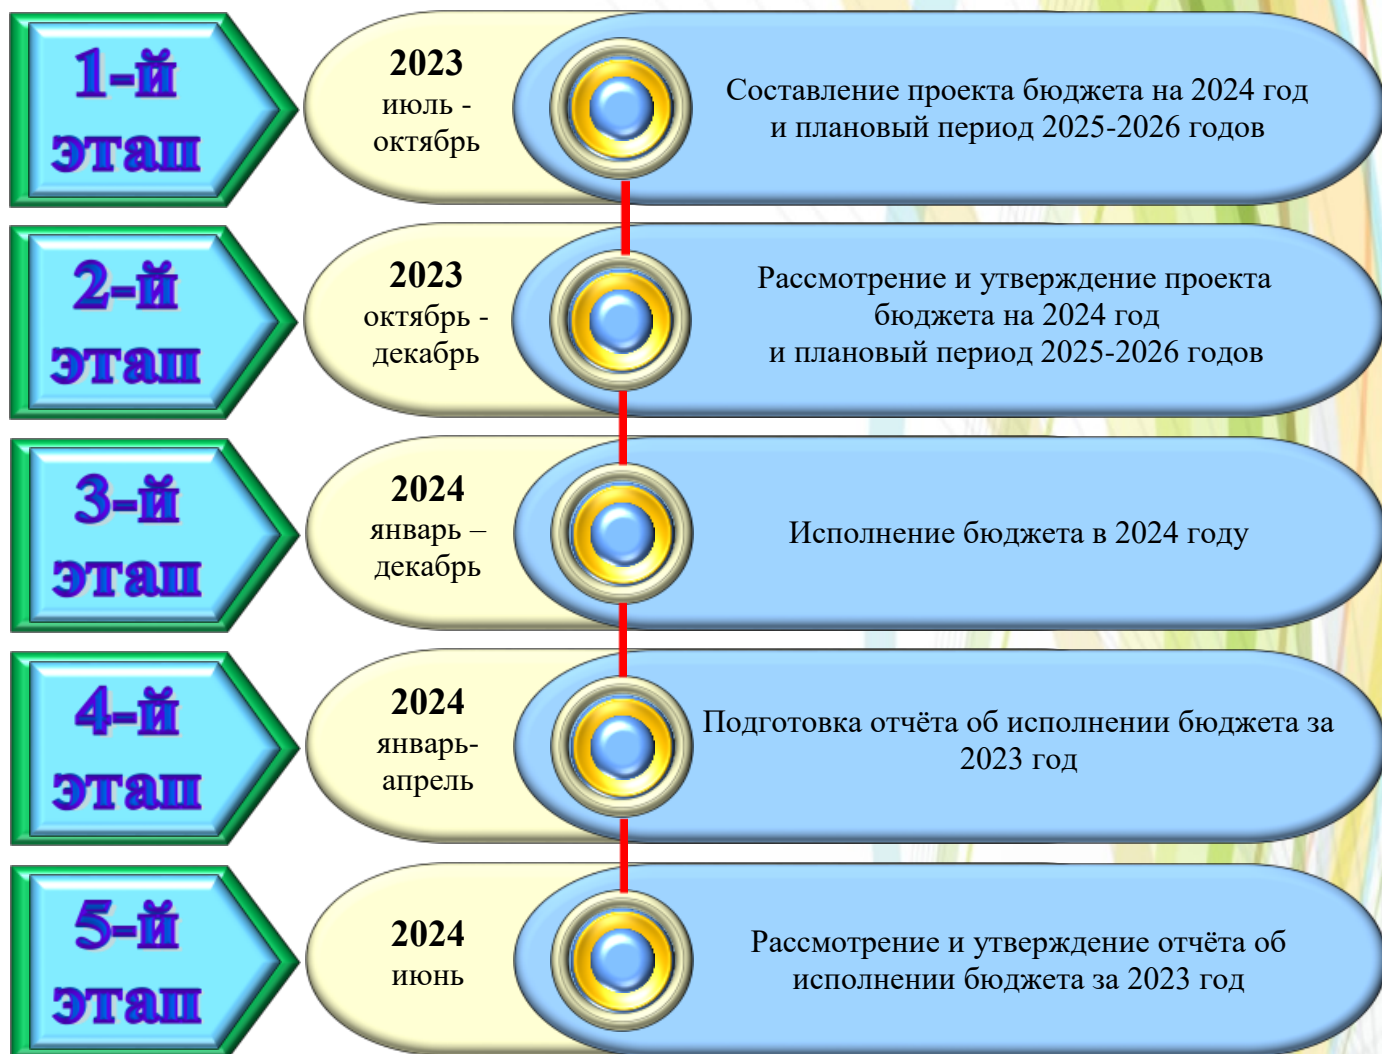 1-й
этап
2023
июль -
октябрь
Составление проекта бюджета на 2024 год
и плановый период 2025-2026 годов
2-й
этап
2023
октябрь -
декабрь
Рассмотрение и утверждение проекта
бюджета на 2024 год
и плановый период 2025-2026 годов
3-й
этап
2024
январь –
декабрь
Исполнение бюджета в 2024 году
4-й
этап
2024
январь-
апрель
Подготовка отчёта об исполнении бюджета за
2023 год
5-й
этап
2024
июнь
Рассмотрение и утверждение отчёта об
исполнении бюджета за 2023 год